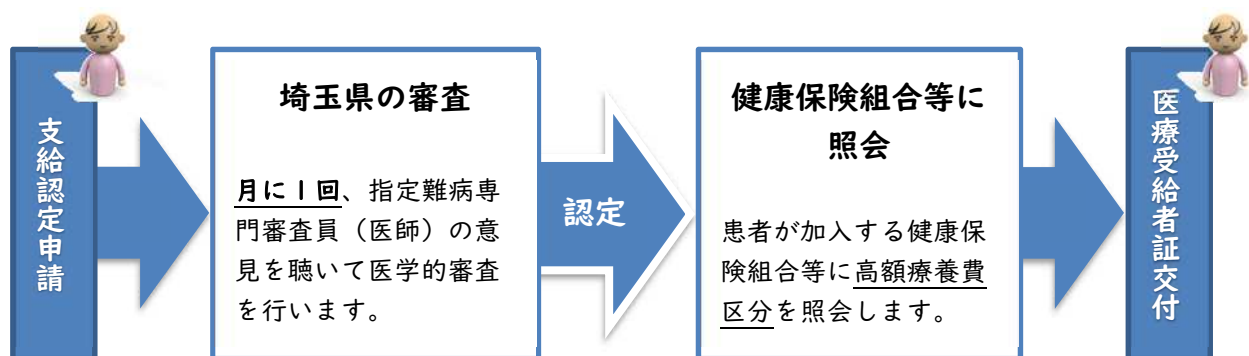 支給認定申請
埼玉県の審査
月に1回、指定難病専
門審査員（医師）の意
見を聴いて医学的審査
を行います。
認定
健康保険組合等に
照会
患者が加入する健康保
険組合等に高額療養費
区分を照会します。
医療受給者証交付